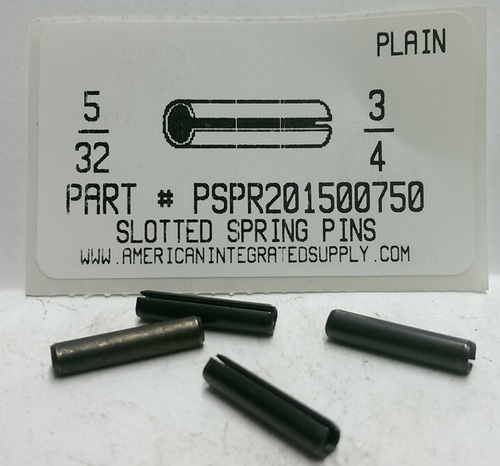 PLAIN
5
32
3
4
PART # PSPR201500750
SLOTTED SPRING PINS
WWW.AMERICANINTEGRATEDSUPPLY.COM